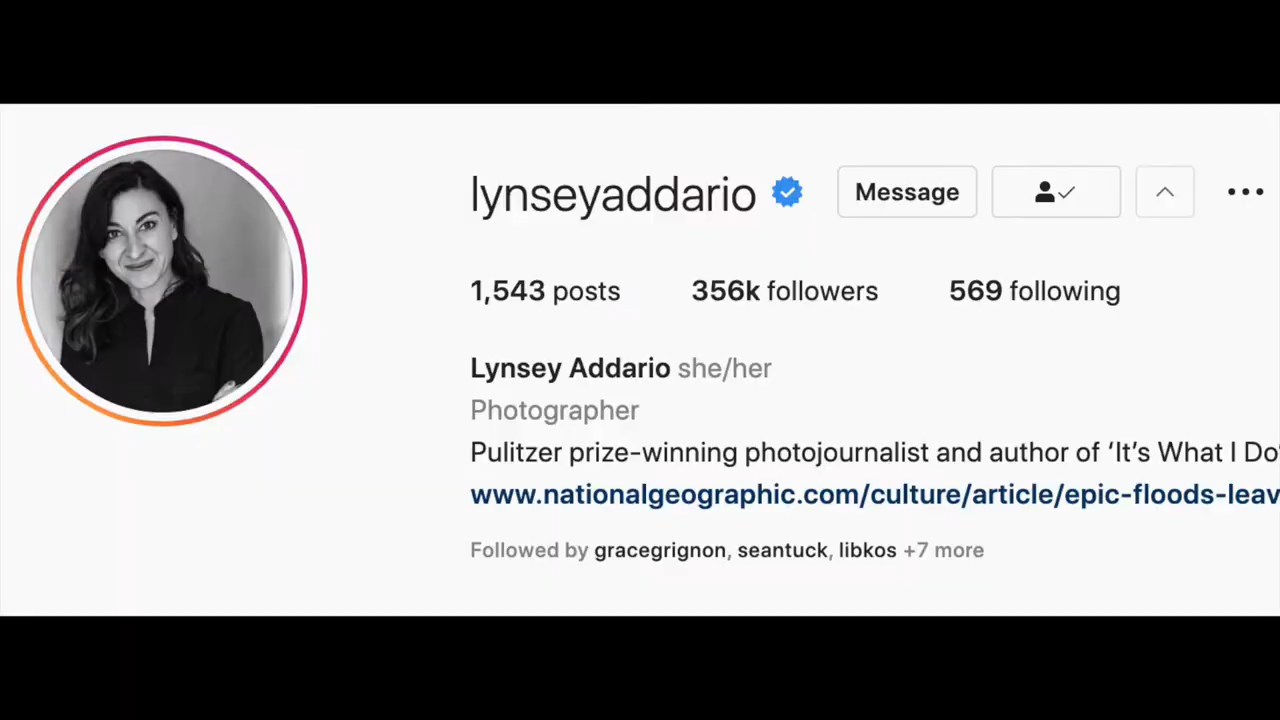 lynseyaddario Message
1,543 posts 356k followers 569 following
Lynsey Addario she/her
Photographer
Pulitzer prize-winning photojournalist and author of ‘It’s What I Do’
www.nationalgeographic.com/culture/article/epic-floods-leav
Followed by gracegrignon, seantuck, libkos +7 more